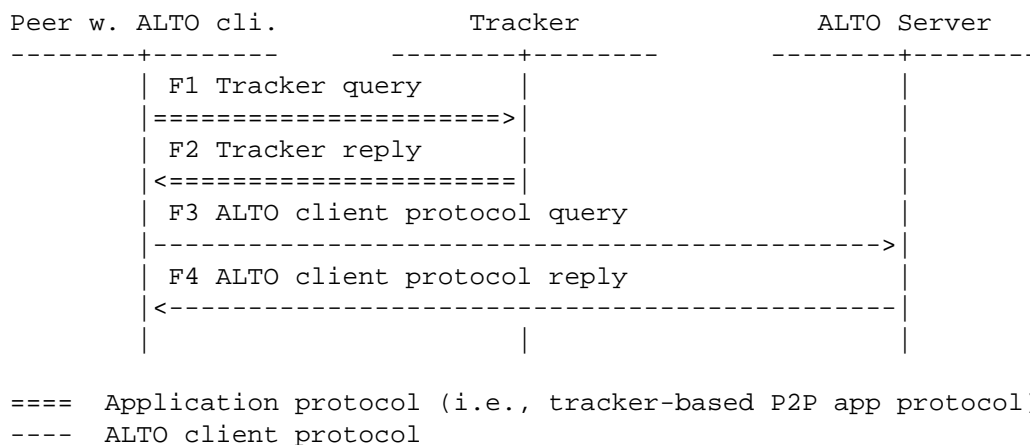 Peer w. ALTO cli.            Tracker               ALTO Server
--------+--------       --------+--------       --------+--------
        | F1 Tracker query      |                       |
        |======================>|                       |
        | F2 Tracker reply      |                       |
        |<======================|                       |
        | F3 ALTO client protocol query                 |
        |---------------------------------------------->|
        | F4 ALTO client protocol reply                 |
        |<----------------------------------------------|
        |                       |                       |
====  Application protocol (i.e., tracker-based P2P app protocol)
----  ALTO client protocol